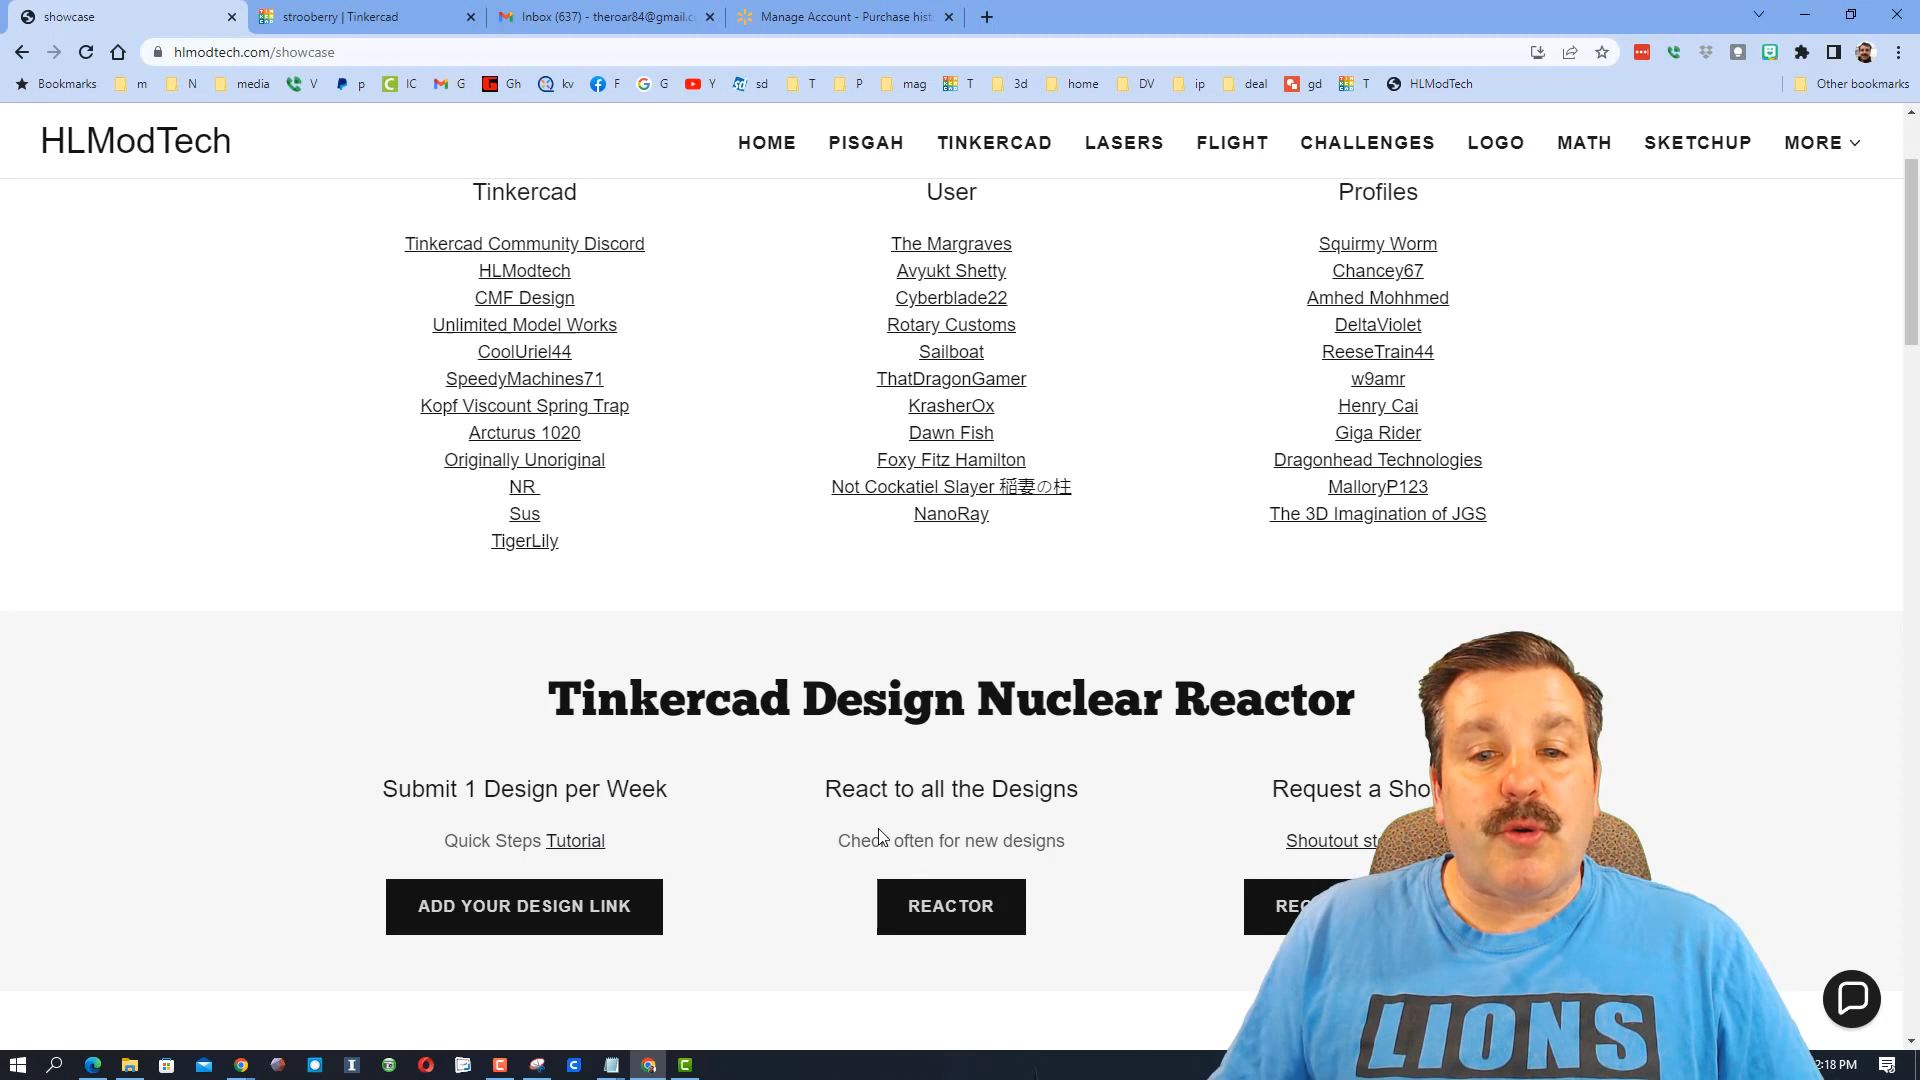 showcase
strooberry | Tinkercad
Inbox (637) - theroar84@gmail.c
Manage Account - Purchase hist
hlmodtech.com/showcase
Bookmarks m N media V p IC G Gh kv F G Y sd T P mag T 3d home DV ip deal gd T HLModTech Other bookmarks
HLModTech
HOME PISGAH TINKERCAD LASERS FLIGHT CHALLENGES LOGO MATH SKETCHUP MORE
Tinkercad
Tinkercad Community Discord
HLModtech
CMF Design
Unlimited Model Works
CoolUriel44
SpeedyMachines71
Kopf Viscount Spring Trap
Arcturus 1020
Originally Unoriginal
NR
Sus
TigerLily
User
The Margraves
Avyukt Shetty
Cyberblade22
Rotary Customs
Sailboat
ThatDragonGamer
KrasherOx
Dawn Fish
Foxy Fitz Hamilton
Not Cockatiel Slayer 稲妻の柱
NanoRay
Profiles
Squirmy Worm
Chancey67
Amhed Mohhmed
DeltaViolet
ReeseTrain44
w9amr
Henry Cai
Giga Rider
Dragonhead Technologies
MalloryP123
The 3D Imagination of JGS
Tinkercad Design Nuclear Reactor
Submit 1 Design per Week
Quick Steps Tutorial
ADD YOUR DESIGN LINK
React to all the Designs
Check often for new designs
REACTOR
Request a Sho
Shoutout st
LIONS
:18 PM